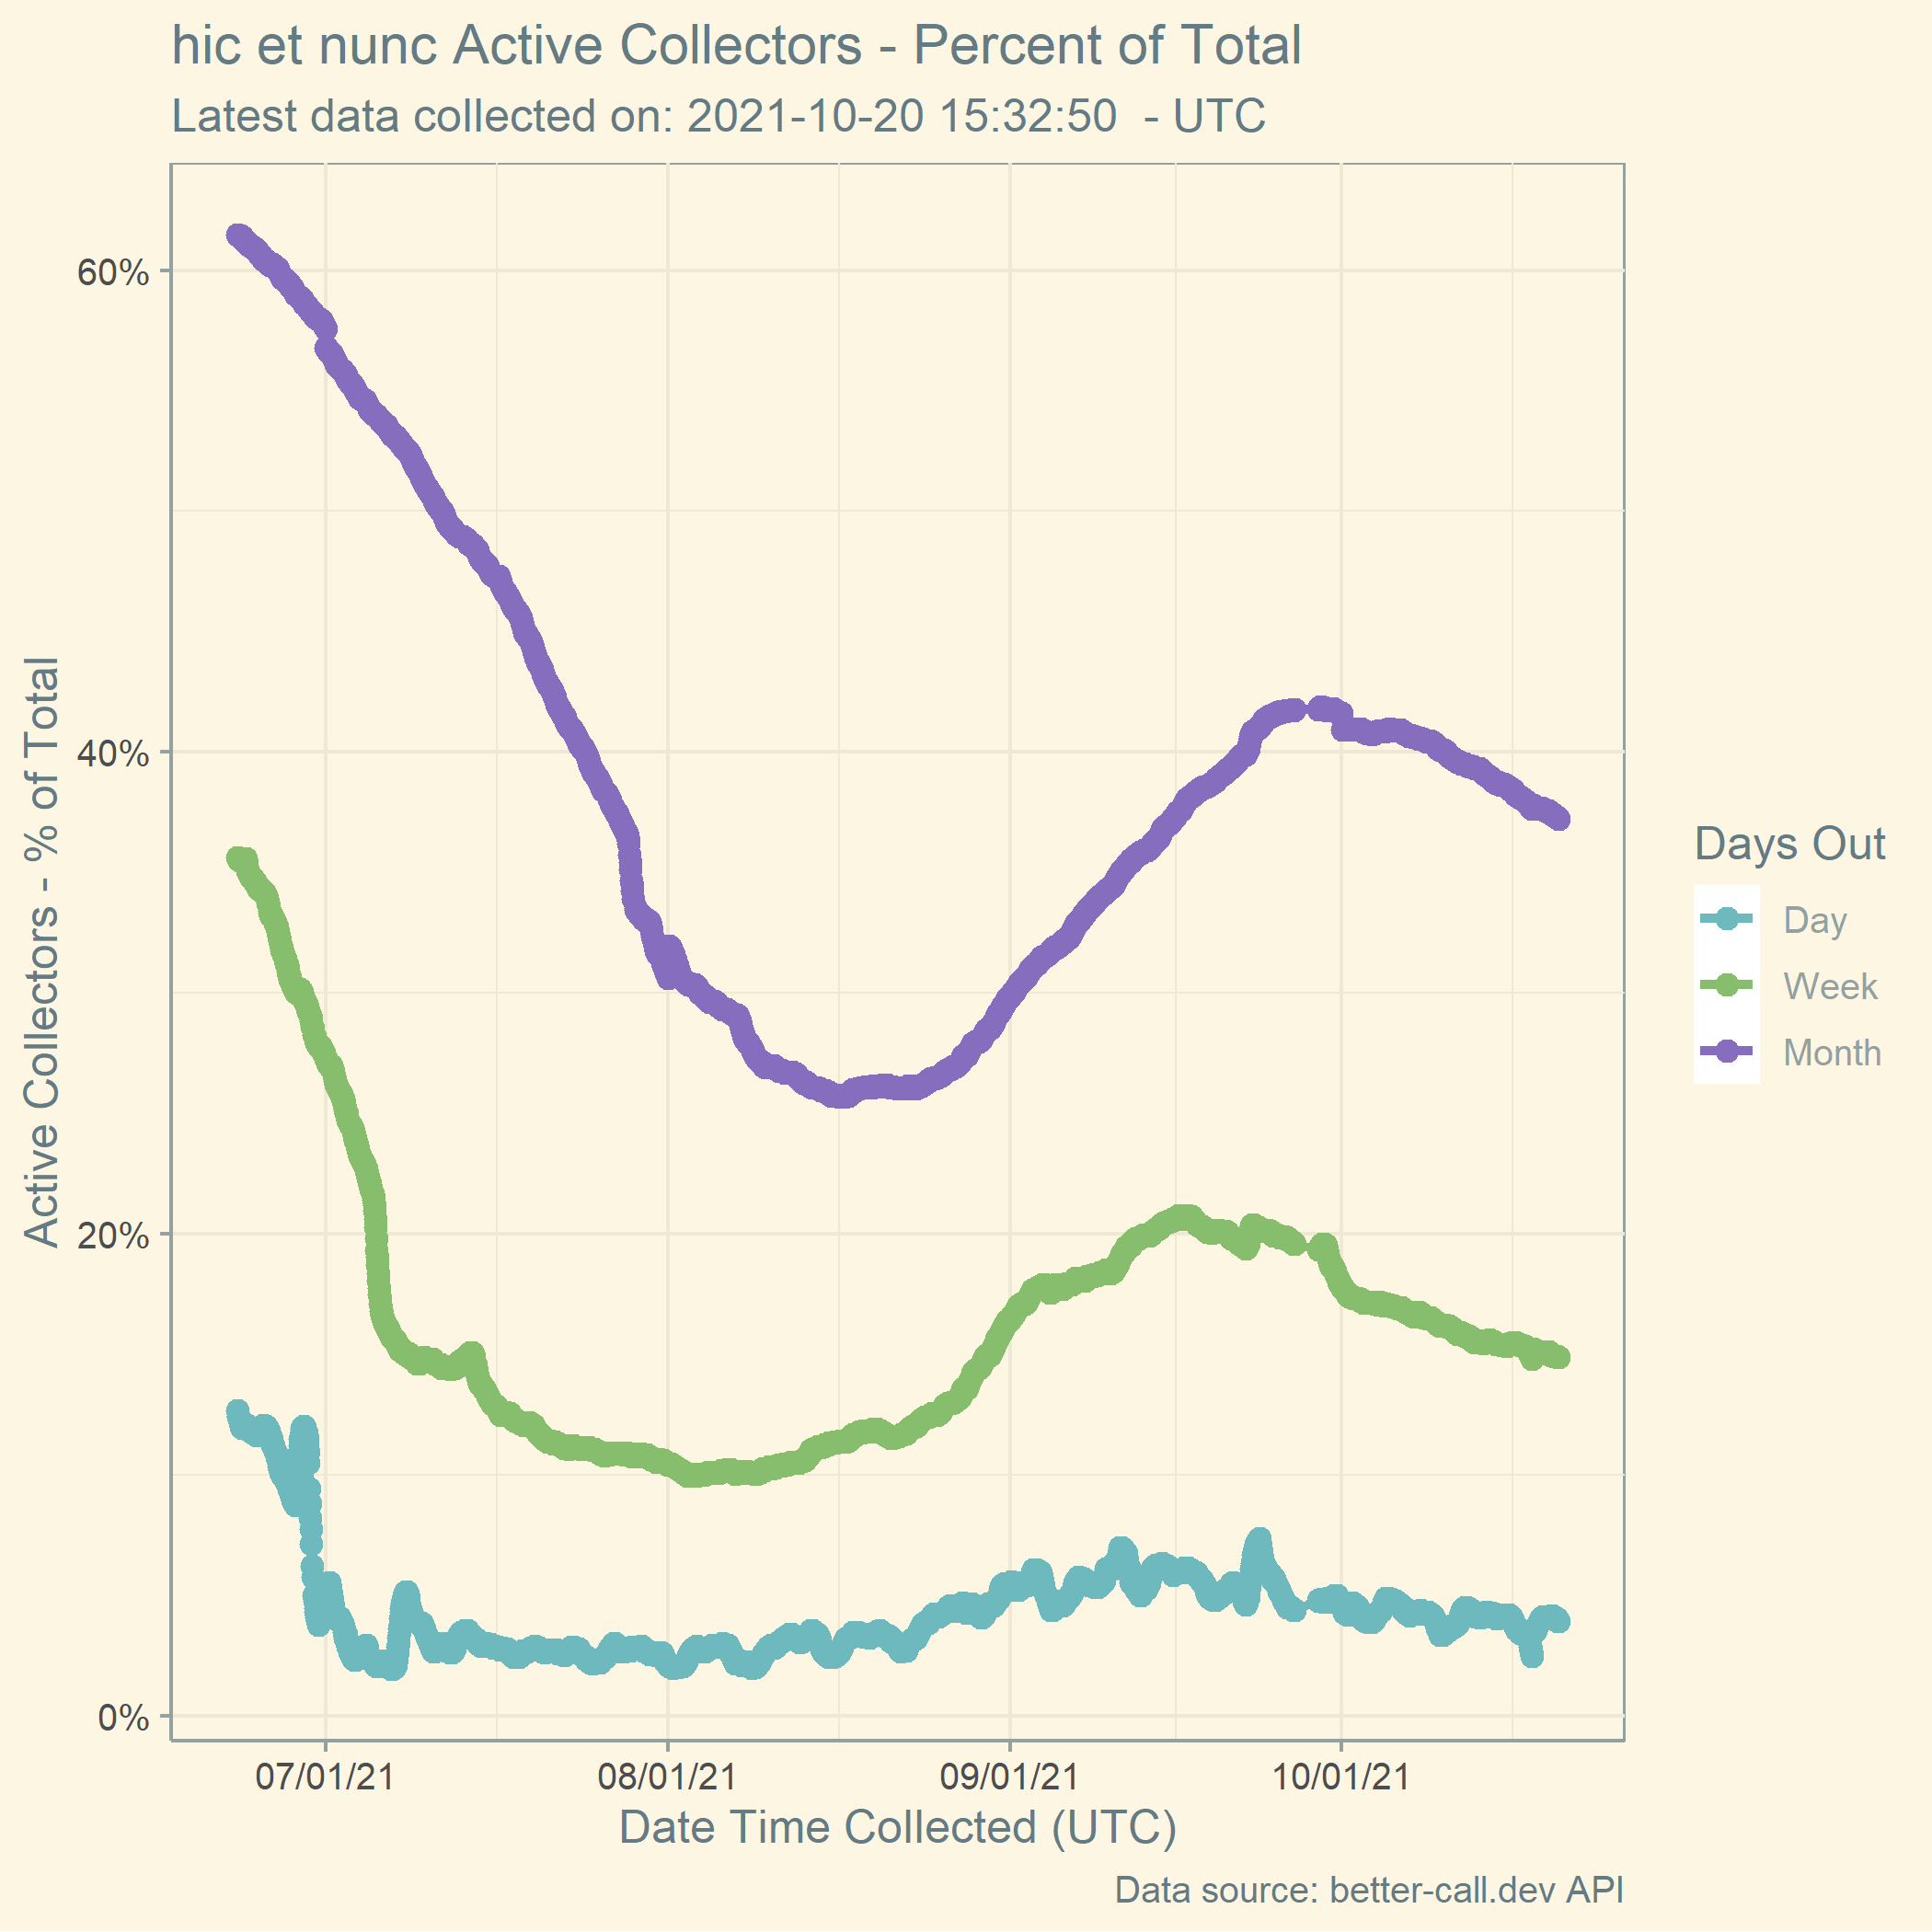 hic et nunc Active Collectors - Percent of Total
Latest data collected on: 2021-10-20 15:32:50  - UTC
Active Collectors - % of Total
60%
40%
20%
0%
07/01/21
08/01/21
09/01/21
10/01/21
Date Time Collected (UTC)
Days Out
Day
Week
Month
Data source: better-call.dev API